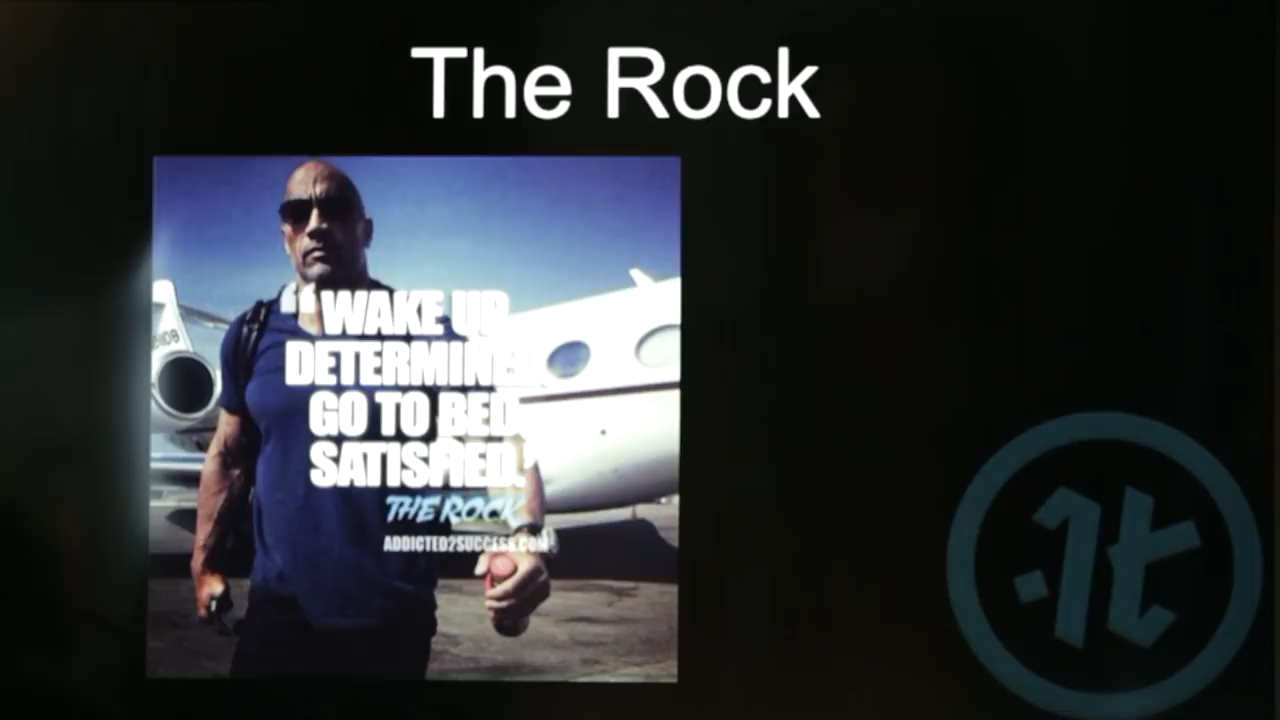 The Rock
“WAKE UP
DETERMINED
GO TO BED
SATISFIED.”
THE ROCK
ADDICTED2SUCCESS.COM